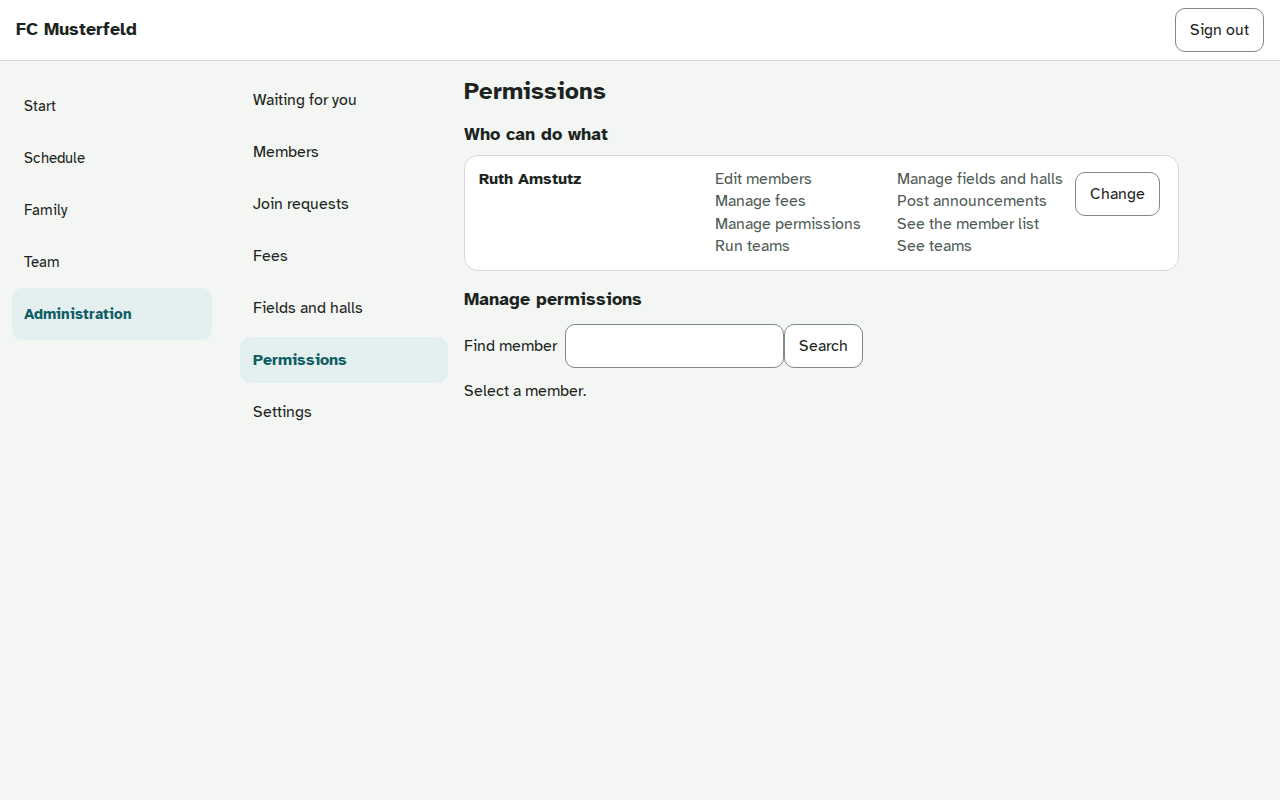 FC Musterfeld
Sign out
Start
Schedule
Family
Team
Administration
Waiting for you
Members
Join requests
Fees
Fields and halls
Permissions
Settings
Permissions
Who can do what
Ruth Amstutz
Edit members
Manage fees
Manage permissions
Run teams
Manage fields and halls
Post announcements
See the member list
See teams
Change
Manage permissions
Find member
Search
Select a member.